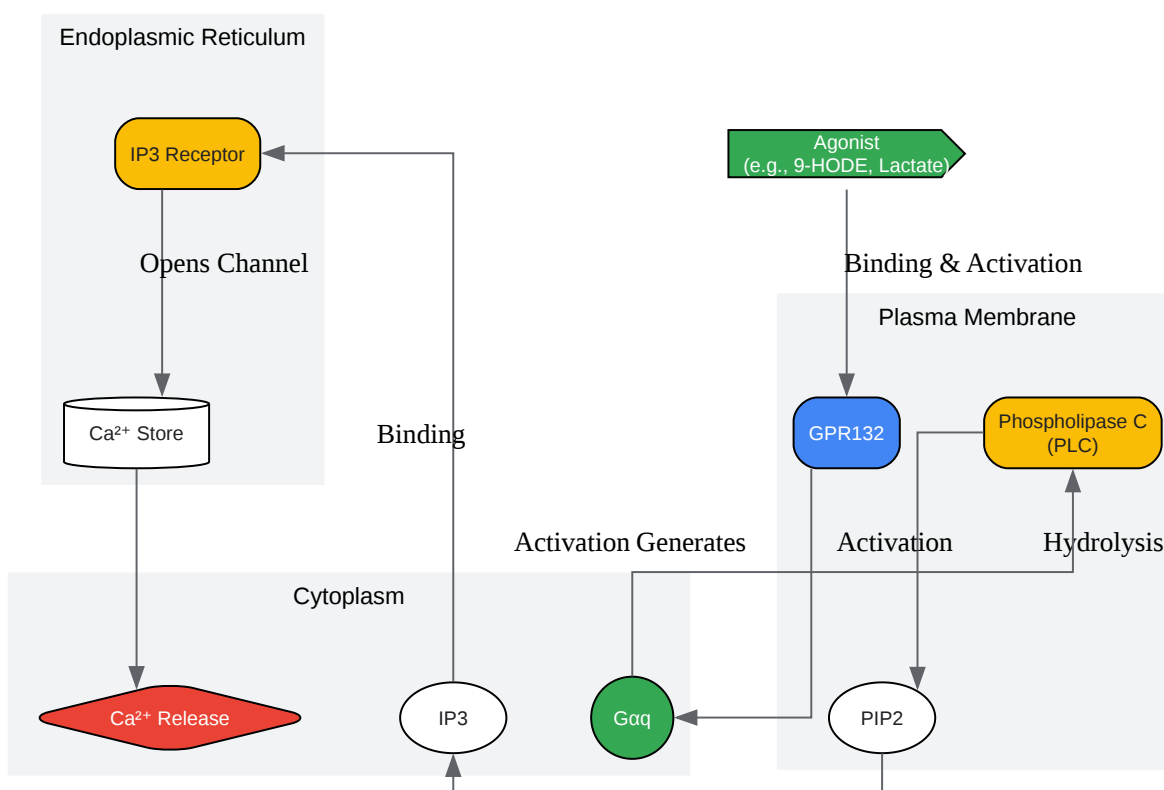 Endoplasmic Reticulum
IP3 Receptor
Agonist
(e.g., 9-HODE, Lactate)
Opens Channel
Binding & Activation
Plasma Membrane
Ca²⁺ Store
Binding
GPR132
Phospholipase C
(PLC)
Activation Generates
Activation
Hydrolysis
Cytoplasm
Ca²⁺ Release
IP3
Gαq
PIP2